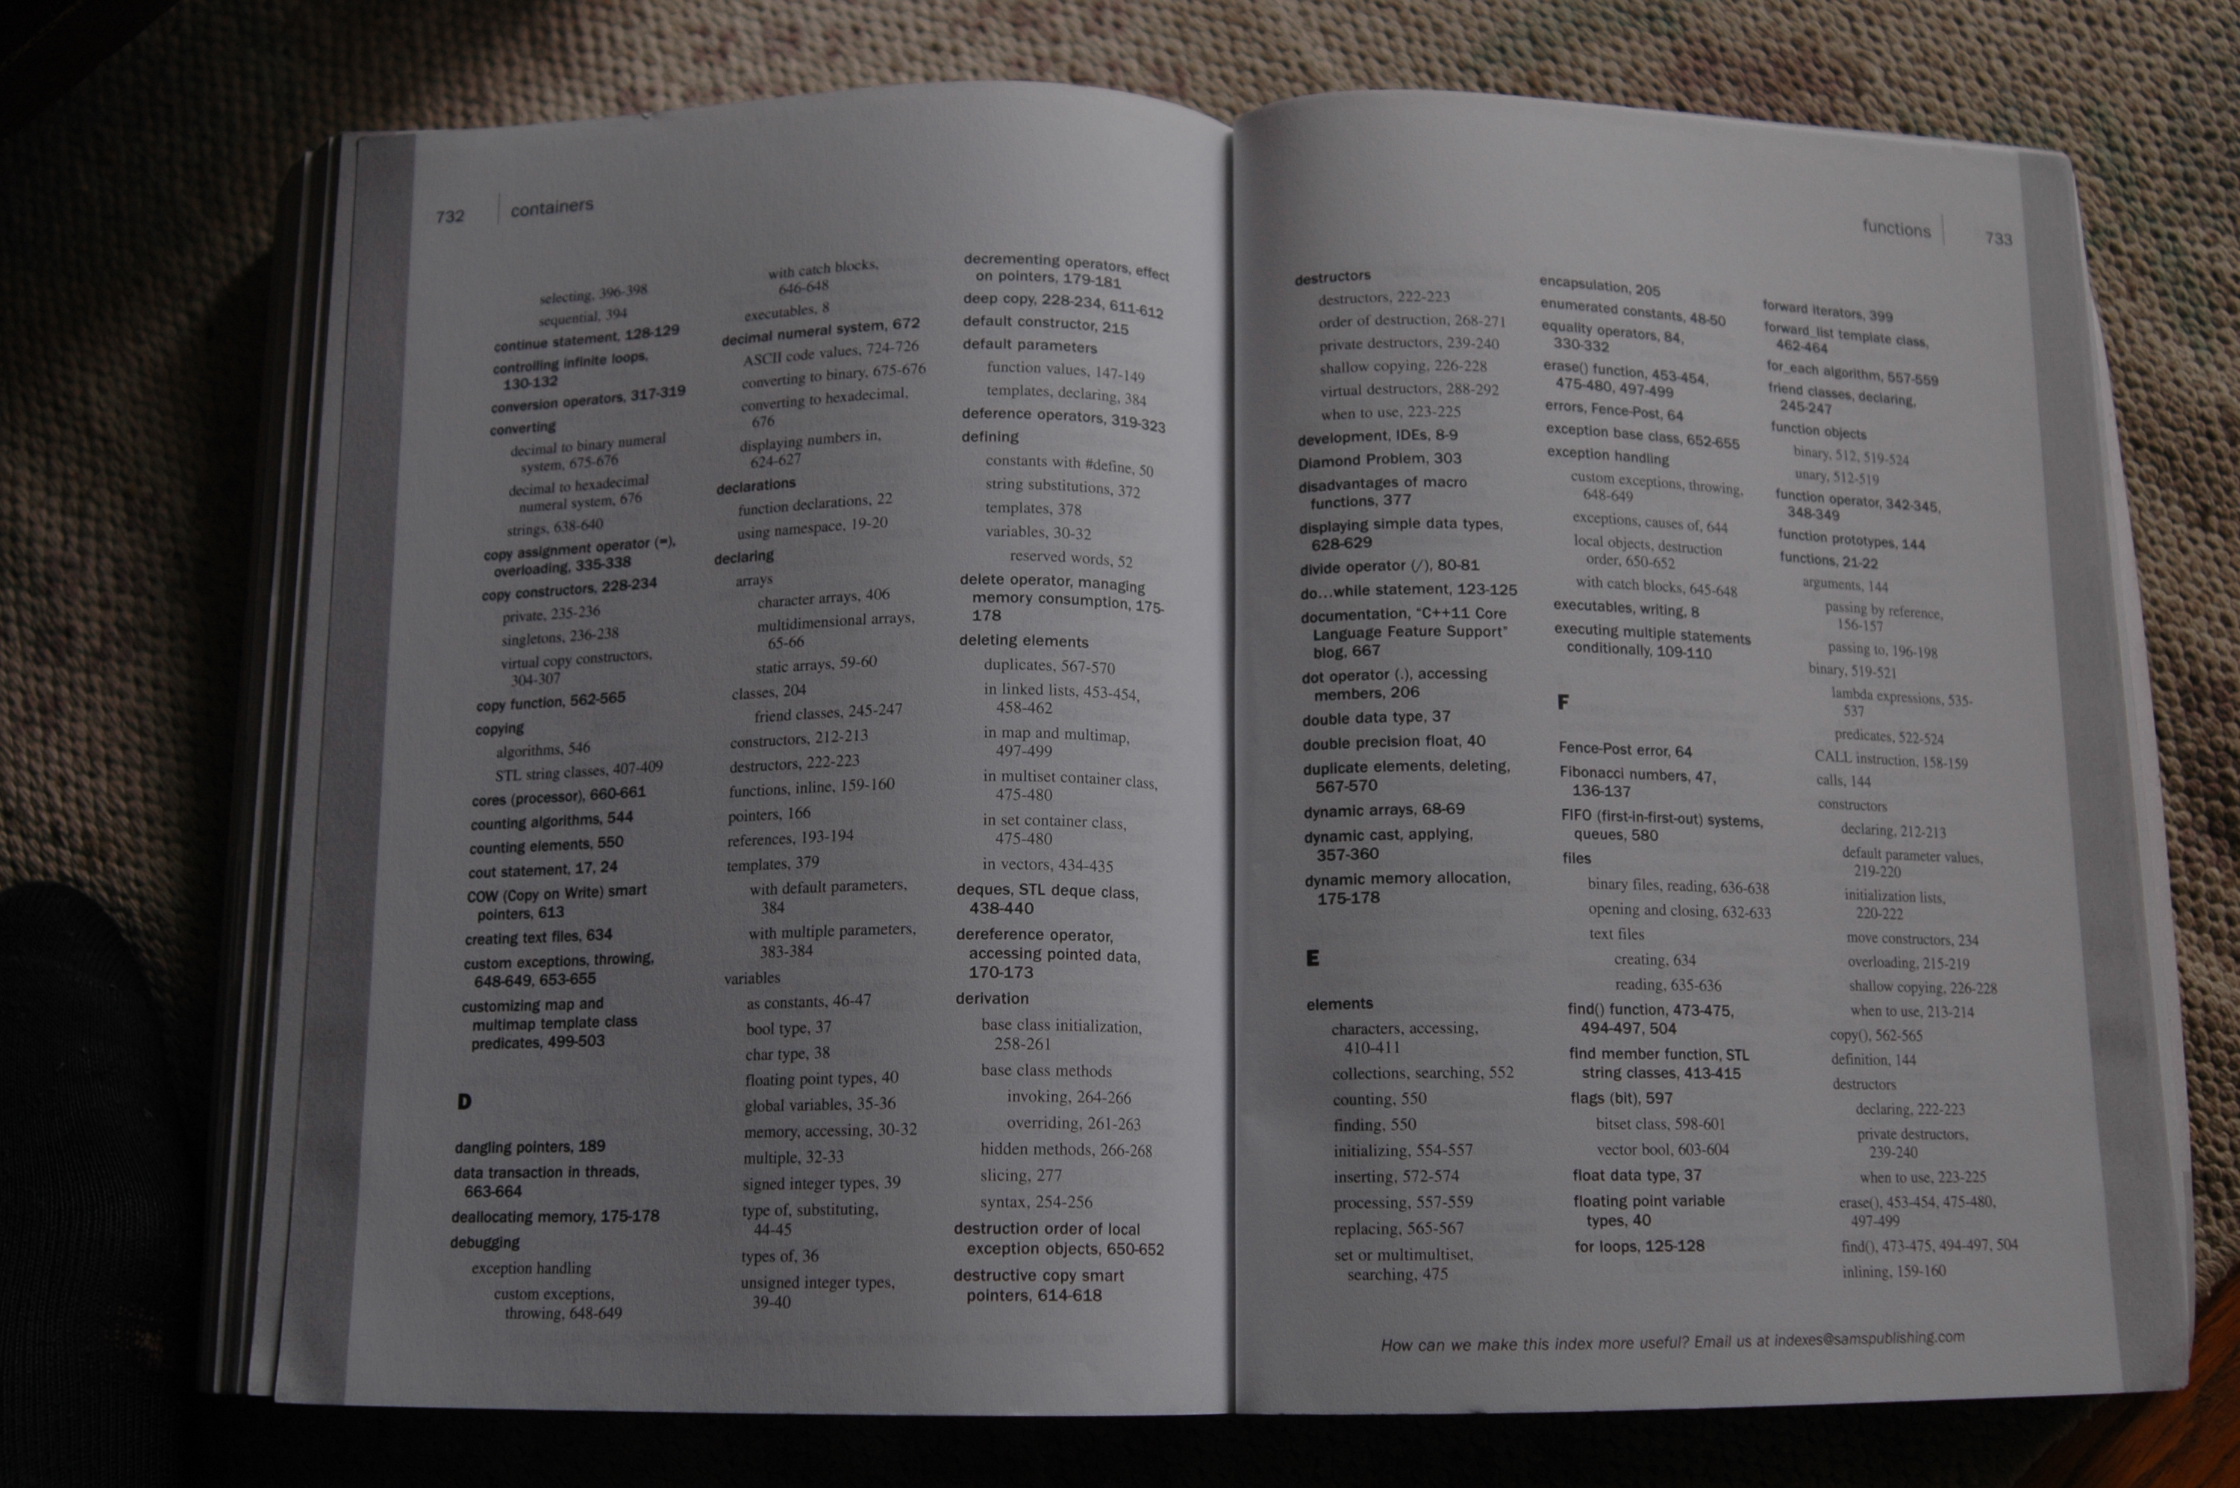 732 containers
selecting, 396-398
sequential, 394
continue statement, 128-129
controlling infinite loops,
130-132
conversion operators, 317-319
converting
decimal to binary numeral
system, 675-676
decimal to hexadecimal
numeral system, 676
strings, 638-640
copy assignment operator (=),
overloading, 335-338
copy constructors, 228-234
private, 235-236
singletons, 236-238
virtual copy constructors,
304-307
copy function, 562-565
copying
algorithms, 546
STL string classes, 407-409
cores (processor), 660-661
counting algorithms, 544
counting elements, 550
cout statement, 17, 24
COW (Copy on Write) smart
pointers, 613
creating text files, 634
custom exceptions, throwing,
648-649, 653-655
customizing map and
multimap template class
predicates, 499-503
D
dangling pointers, 189
data transaction in threads,
663-664
deallocating memory, 175-178
debugging
exception handling
custom exceptions,
throwing, 648-649
with catch blocks,
646-648
executables, 8
decimal numeral system, 672
ASCII code values, 724-726
converting to binary, 675-676
converting to hexadecimal,
676
displaying numbers in,
624-627
declarations
function declarations, 22
using namespace, 19-20
declaring
arrays
character arrays, 406
multidimensional arrays,
65-66
static arrays, 59-60
classes, 204
friend classes, 245-247
constructors, 212-213
destructors, 222-223
functions, inline, 159-160
pointers, 166
references, 193-194
templates, 379
with default parameters,
384
with multiple parameters,
383-384
variables
as constants, 46-47
bool type, 37
char type, 38
floating point types, 40
global variables, 35-36
memory, accessing, 30-32
multiple, 32-33
signed integer types, 39
type of, substituting,
44-45
types of, 36
unsigned integer types,
39-40
decrementing operators, effect
on pointers, 179-181
deep copy, 228-234, 611-612
default constructor, 215
default parameters
function values, 147-149
templates, declaring, 384
deference operators, 319-323
defining
constants with #define, 50
string substitutions, 372
templates, 378
variables, 30-32
reserved words, 52
delete operator, managing
memory consumption, 175-
178
deleting elements
duplicates, 567-570
in linked lists, 453-454,
458-462
in map and multimap,
497-499
in multiset container class,
475-480
in set container class,
475-480
in vectors, 434-435
deques, STL deque class,
438-440
dereference operator,
accessing pointed data,
170-173
derivation
base class initialization,
258-261
base class methods
invoking, 264-266
overriding, 261-263
hidden methods, 266-268
slicing, 277
syntax, 254-256
destruction order of local
exception objects, 650-652
destructive copy smart
pointers, 614-618
functions 733
destructors
destructors, 222-223
order of destruction, 268-271
private destructors, 239-240
shallow copying, 226-228
virtual destructors, 288-292
when to use, 223-225
development, IDEs, 8-9
Diamond Problem, 303
disadvantages of macro
functions, 377
displaying simple data types,
628-629
divide operator (/), 80-81
do...while statement, 123-125
documentation, "C++11 Core
Language Feature Support"
blog, 667
dot operator (.), accessing
members, 206
double data type, 37
double precision float, 40
duplicate elements, deleting,
567-570
dynamic arrays, 68-69
dynamic cast, applying,
357-360
dynamic memory allocation,
175-178
E
elements
characters, accessing,
410-411
collections, searching, 552
counting, 550
finding, 550
initializing, 554-557
inserting, 572-574
processing, 557-559
replacing, 565-567
set or multimultiset,
searching, 475
encapsulation, 205
enumerated constants, 48-50
equality operators, 84,
330-332
erase() function, 453-454,
475-480, 497-499
errors, Fence-Post, 64
exception base class, 652-655
exception handling
custom exceptions, throwing,
648-649
exceptions, causes of, 644
local objects, destruction
order, 650-652
with catch blocks, 645-648
executables, writing, 8
executing multiple statements
conditionally, 109-110
F
Fence-Post error, 64
Fibonacci numbers, 47,
136-137
FIFO (first-in-first-out) systems,
queues, 580
files
binary files, reading, 636-638
opening and closing, 632-633
text files
creating, 634
reading, 635-636
find() function, 473-475,
494-497, 504
find member function, STL
string classes, 413-415
flags (bit), 597
bitset class, 598-601
vector bool, 603-604
float data type, 37
floating point variable
types, 40
for loops, 125-128
forward iterators, 399
forward_list template class,
462-464
for_each algorithm, 557-559
friend classes, declaring,
245-247
function objects
binary, 512, 519-524
unary, 512-519
function operator, 342-345,
348-349
function prototypes, 144
functions, 21-22
arguments, 144
passing by reference,
156-157
passing to, 196-198
binary, 519-521
lambda expressions, 535-
537
predicates, 522-524
CALL instruction, 158-159
calls, 144
constructors
declaring, 212-213
default parameter values,
219-220
initialization lists,
220-222
move constructors, 234
overloading, 215-219
shallow copying, 226-228
when to use, 213-214
copy(), 562-565
definition, 144
destructors
declaring, 222-223
private destructors,
239-240
when to use, 223-225
erase(), 453-454, 475-480,
497-499
find(), 473-475, 494-497, 504
inlining, 159-160
How can we make this index more useful? Email us at indexes@samspublishing.com